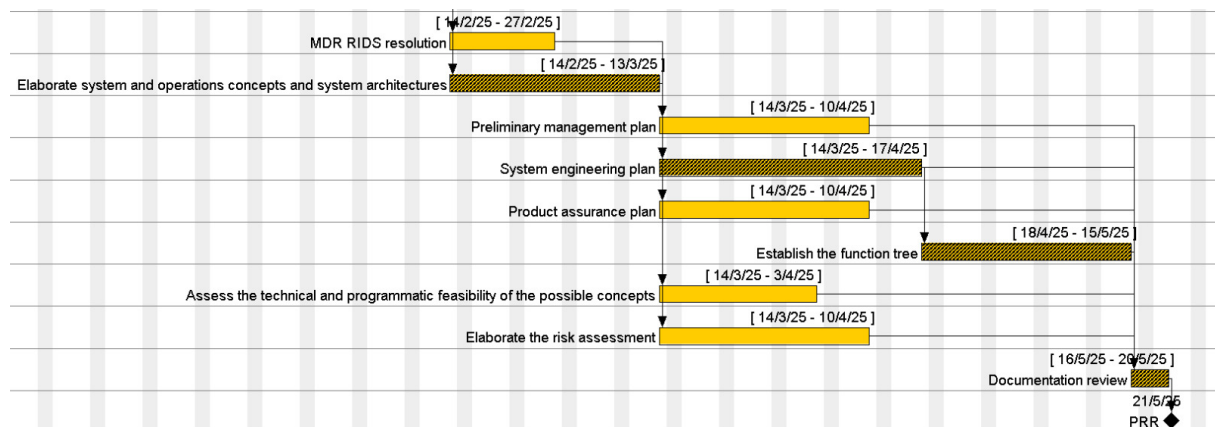 [ 14/2/25 - 27/2/25 ]
MDR RIDS resolution
[ 14/2/25 - 13/3/25 ]
Elaborate system and operations concepts and system architectures
[ 14/3/25 - 10/4/25 ]
Preliminary management plan
[ 14/3/25 - 17/4/25 ]
System engineering plan
[ 14/3/25 - 10/4/25 ]
Product assurance plan
[ 18/4/25 - 15/5/25 ]
Establish the function tree
[ 14/3/25 - 3/4/25 ]
Assess the technical and programmatic feasibility of the possible concepts
[ 14/3/25 - 10/4/25 ]
Elaborate the risk assessment
[ 16/5/25 - 20/5/25 ]
Documentation review
21/5/25
PRR